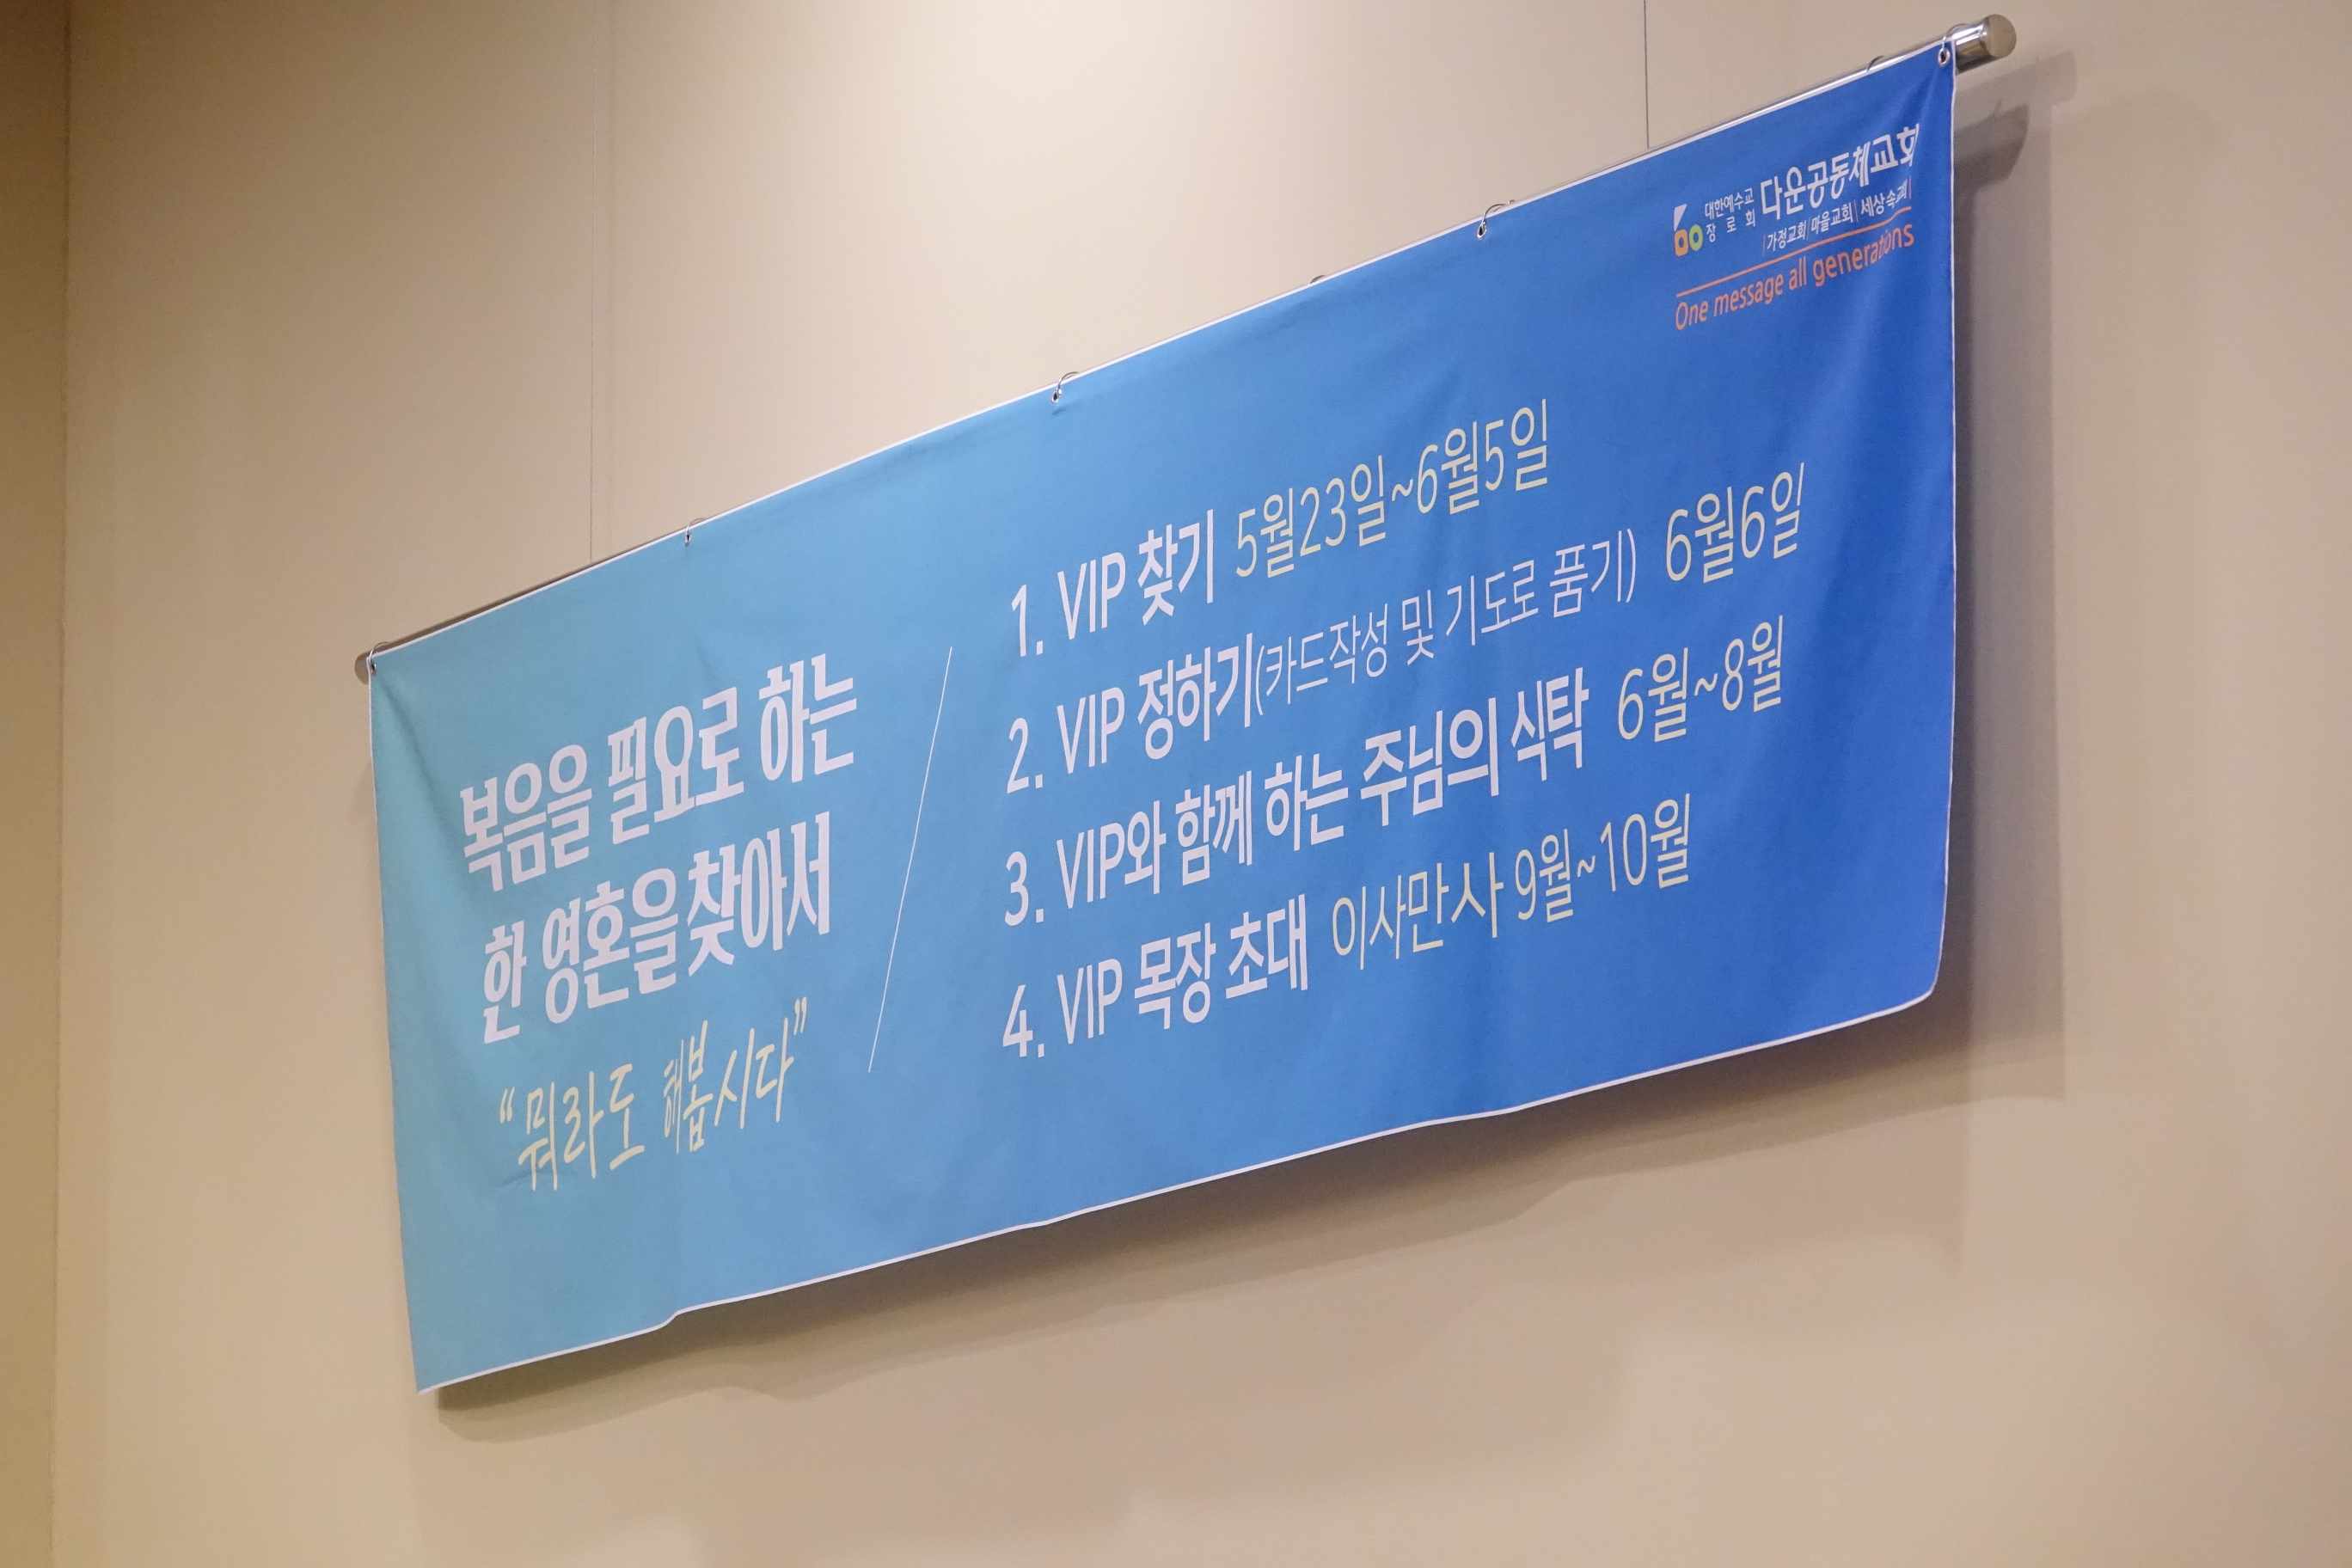 대한예수교
장로회
다운공동체교회
|가정교회|마을교회|세상속교회|
One message all generations
복음을 필요로 하는
한 영혼을 찾아서
“뭐라도 해봅시다”
1. VIP 찾기 5월23일~6월5일
2. VIP 정하기(카드작성 및 기도로 품기) 6월6일
3. VIP와 함께 하는 주님의 식탁 6월~8월
4. VIP 목장 초대 이사만사 9월~10월